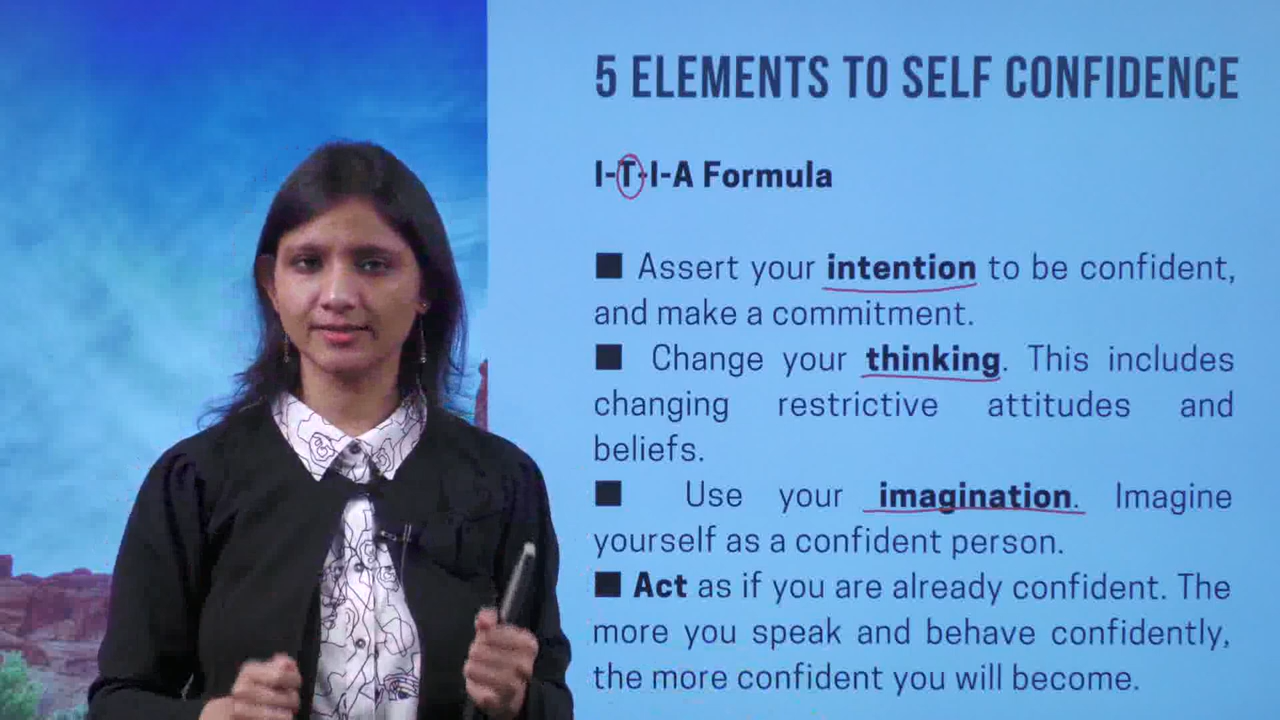 5 ELEMENTS TO SELF CONFIDENCE
I-T-I-A Formula
■ Assert your intention to be confident,
and make a commitment.
■ Change your thinking. This includes
changing restrictive attitudes and
beliefs.
■ Use your imagination. Imagine
yourself as a confident person.
■ Act as if you are already confident. The
more you speak and behave confidently,
the more confident you will become.